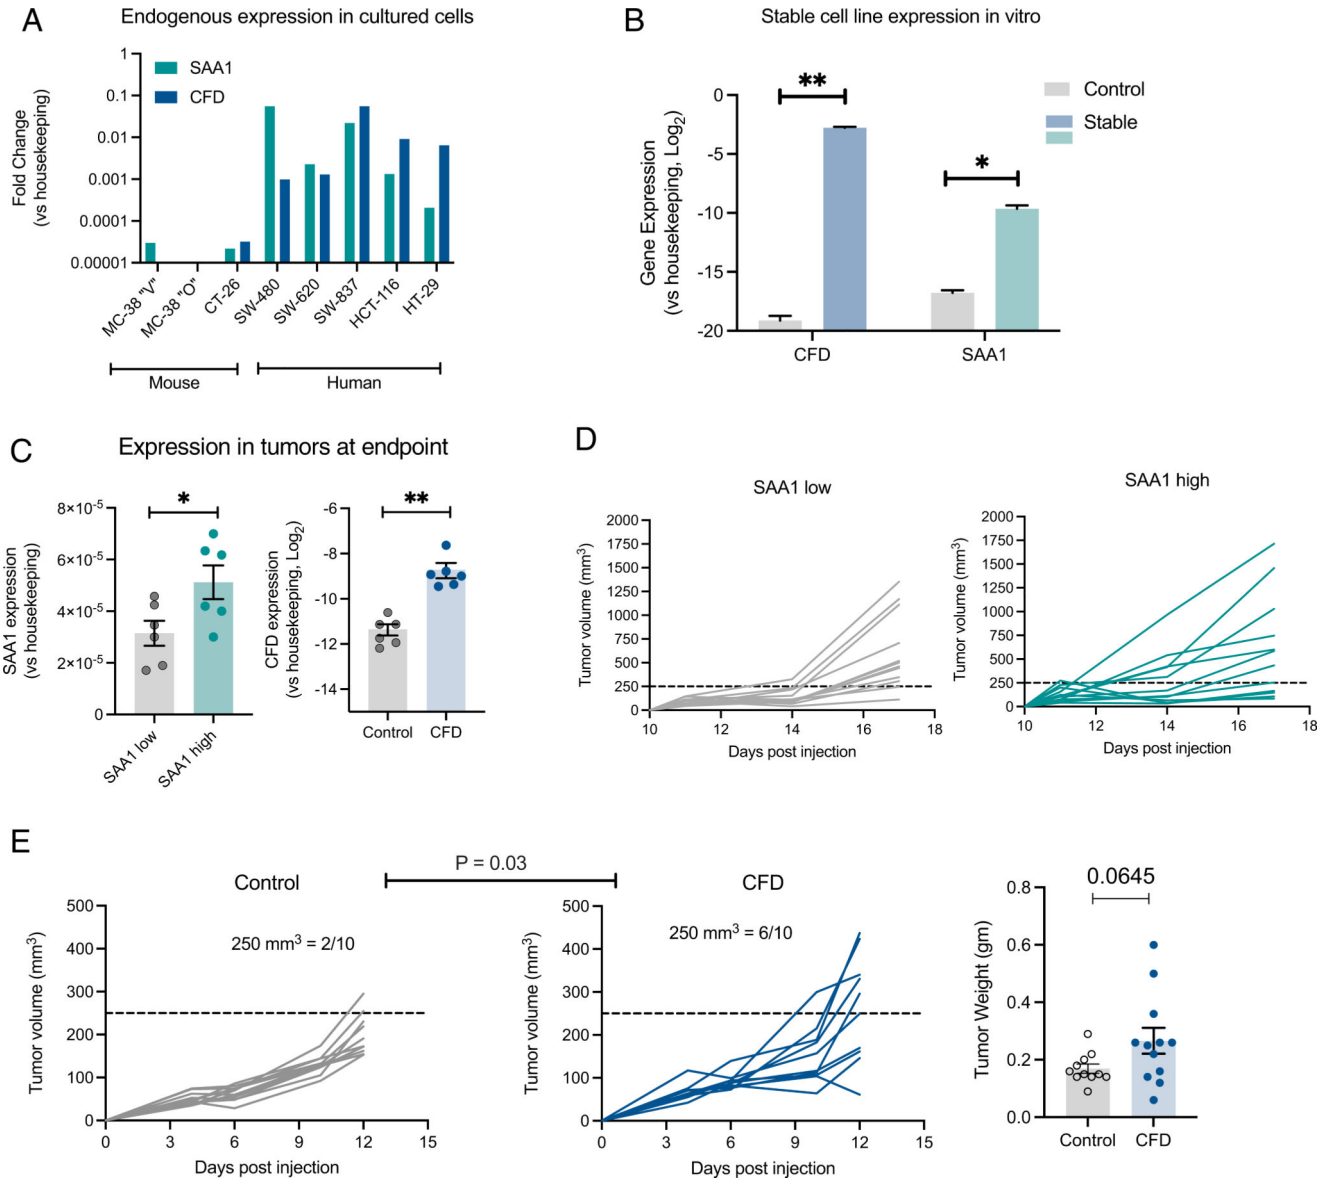 A
Endogenous expression in cultured cells
Fold Change
(vs housekeeping)
1
0.1
0.01
0.001
0.0001
0.00001
SAA1
CFD
MC-38 "V"
MC-38 "O"
CT-26
SW-480
SW-620
SW-837
HCT-116
HT-29
Mouse
Human
B
Stable cell line expression in vitro
Gene Expression
(vs housekeeping, Log2)
0
-5
-10
-15
-20
**
*
Control
Stable
CFD
SAA1
C
Expression in tumors at endpoint
SAA1 expression
(vs housekeeping)
8×10-5
6×10-5
4×10-5
2×10-5
0
*
SAA1 low
SAA1 high
CFD expression
(vs housekeeping, Log2)
-6
-8
-10
-12
-14
**
Control
CFD
D
SAA1 low
Tumor volume (mm3)
2000
1750
1500
1250
1000
750
500
250
0
10
12
14
16
18
Days post injection
SAA1 high
Tumor volume (mm3)
2000
1750
1500
1250
1000
750
500
250
0
10
12
14
16
18
Days post injection
E
P = 0.03
Control
250 mm3 = 2/10
Tumor volume (mm3)
500
400
300
200
100
0
0
3
6
9
12
15
Days post injection
CFD
250 mm3 = 6/10
Tumor volume (mm3)
500
400
300
200
100
0
0
3
6
9
12
15
Days post injection
0.0645
Tumor Weight (gm)
0.8
0.6
0.4
0.2
0.0
Control
CFD